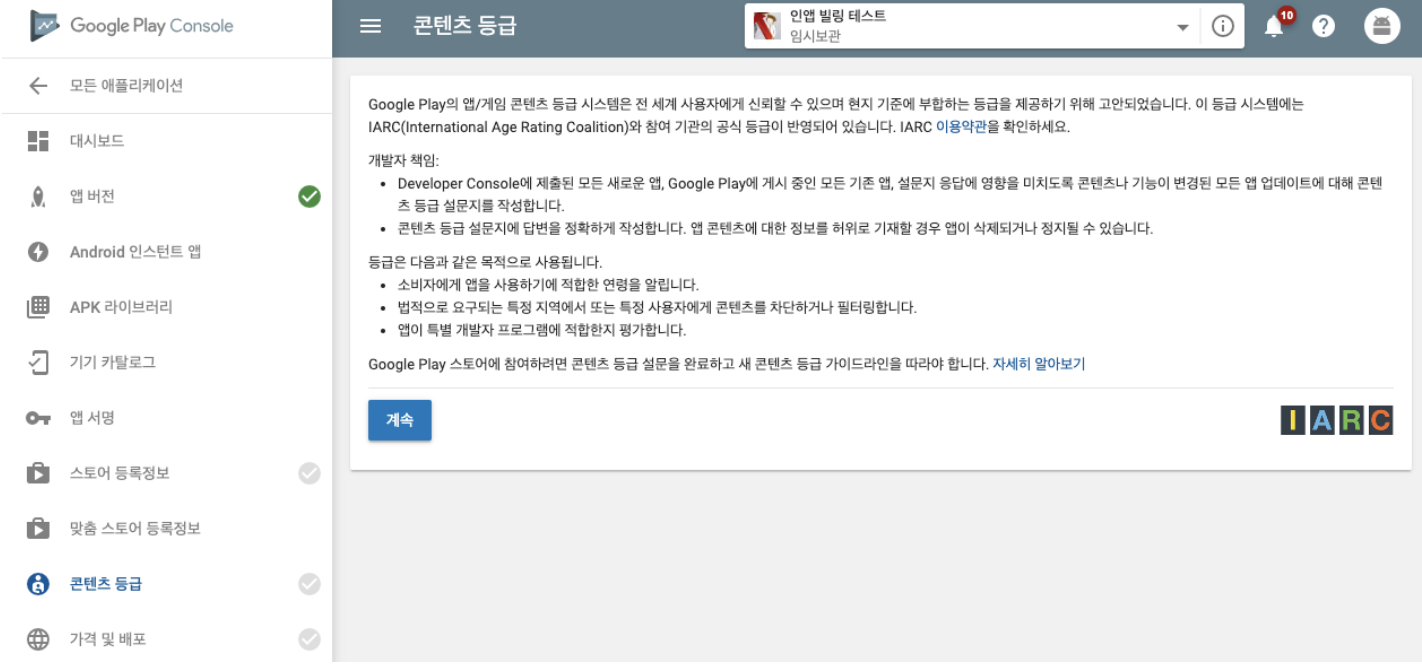 Google Play Console
콘텐츠 등급
인앱 빌링 테스트
임시보관
10
모든 애플리케이션
대시보드
앱 버전
Android 인스턴트 앱
APK 라이브러리
기기 카탈로그
앱 서명
스토어 등록정보
맞춤 스토어 등록정보
콘텐츠 등급
가격 및 배포
Google Play의 앱/게임 콘텐츠 등급 시스템은 전 세계 사용자에게 신뢰할 수 있으며 현지 기준에 부합하는 등급을 제공하기 위해 고안되었습니다. 이 등급 시스템에는
IARC(International Age Rating Coalition)와 참여 기관의 공식 등급이 반영되어 있습니다. IARC 이용약관을 확인하세요.
개발자 책임:
• Developer Console에 제출된 모든 새로운 앱, Google Play에 게시 중인 모든 기존 앱, 설문지 응답에 영향을 미치도록 콘텐츠나 기능이 변경된 모든 앱 업데이트에 대해 콘텐
츠 등급 설문지를 작성합니다.
• 콘텐츠 등급 설문지에 답변을 정확하게 작성합니다. 앱 콘텐츠에 대한 정보를 허위로 기재할 경우 앱이 삭제되거나 정지될 수 있습니다.
등급은 다음과 같은 목적으로 사용됩니다.
• 소비자에게 앱을 사용하기에 적합한 연령을 알립니다.
• 법적으로 요구되는 특정 지역에서 또는 특정 사용자에게 콘텐츠를 차단하거나 필터링합니다.
• 앱이 특별 개발자 프로그램에 적합한지 평가합니다.
Google Play 스토어에 참여하려면 콘텐츠 등급 설문을 완료하고 새 콘텐츠 등급 가이드라인을 따라야 합니다. 자세히 알아보기
계속
IARC